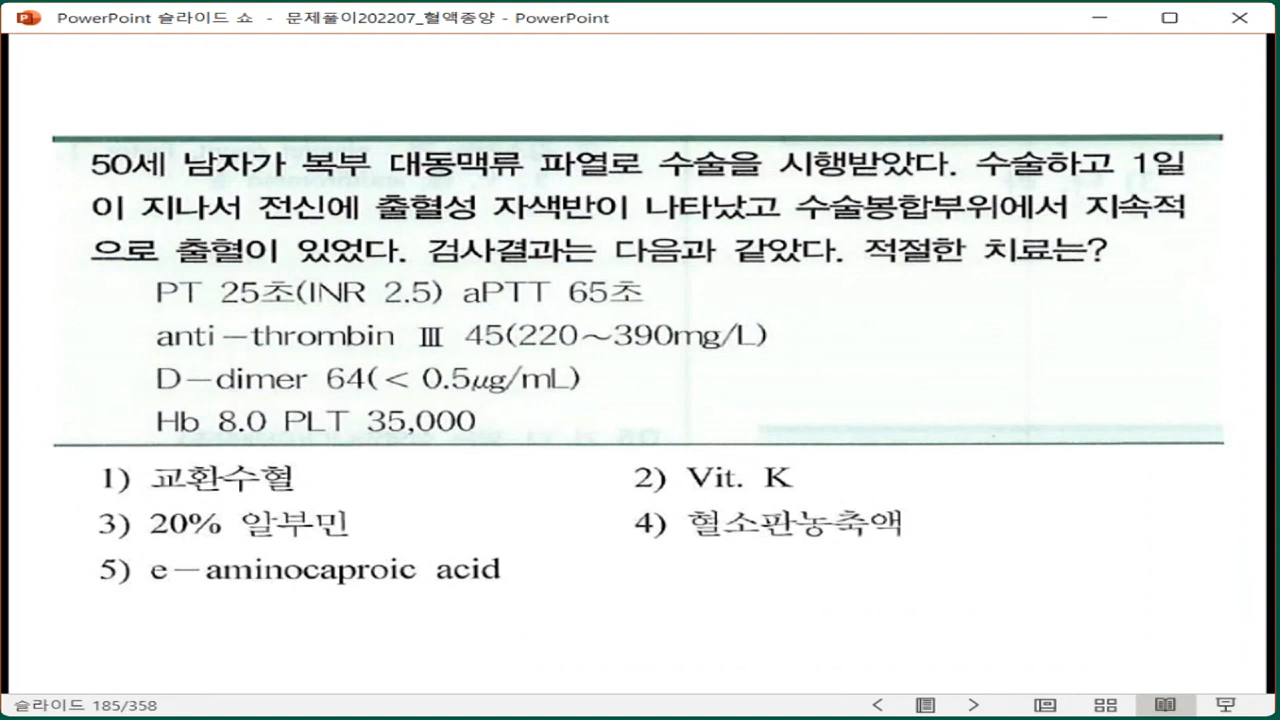 PowerPoint 슬라이드 쇼 - 문제풀이202207_혈액종양 - PowerPoint
50세 남자가 복부 대동맥류 파열로 수술을 시행받았다. 수술하고 1일
이 지나서 전신에 출혈성 자색반이 나타났고 수술봉합부위에서 지속적
으로 출혈이 있었다. 검사결과는 다음과 같았다. 적절한 치료는?
PT 25초(INR 2.5) aPTT 65초
anti-thrombin Ⅲ 45(220~390mg/L)
D-dimer 64(< 0.5㎍/mL)
Hb 8.0 PLT 35,000
1) 교환수혈 2) Vit. K
3) 20% 알부민 4) 혈소판농축액
5) e-aminocaproic acid
슬라이드 185/358